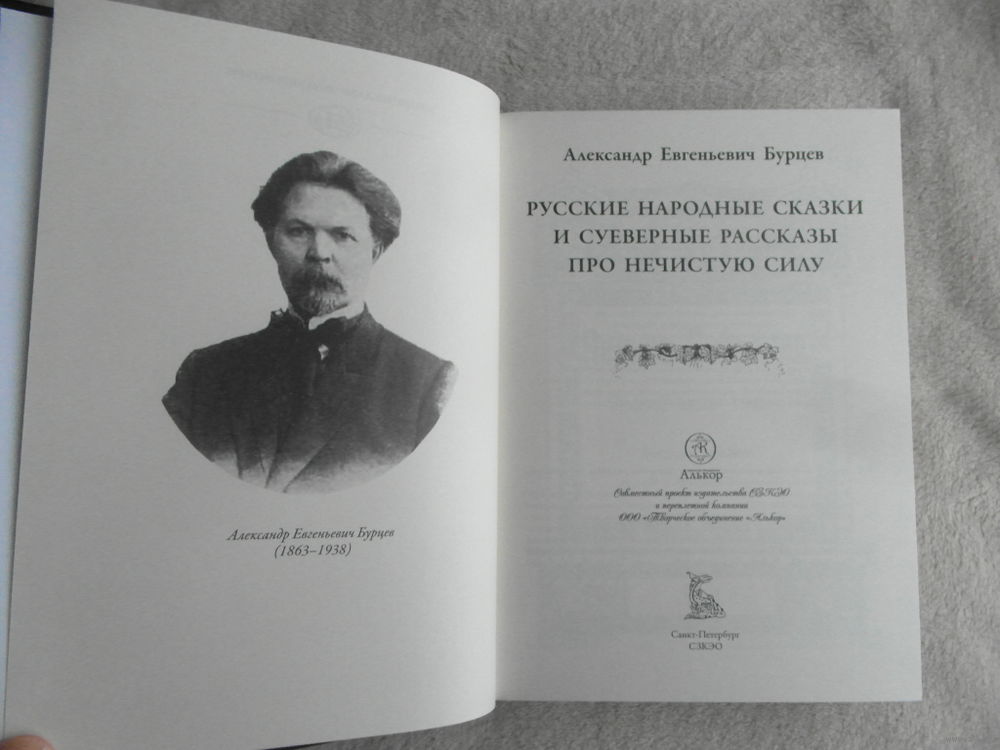 Александр Евгеньевич Бурцев
(1863–1938)
Александр Евгеньевич Бурцев
РУССКИЕ НАРОДНЫЕ СКАЗКИ
И СУЕВЕРНЫЕ РАССКАЗЫ
ПРО НЕЧИСТУЮ СИЛУ
Алькор
Совместный проект издательства СЗКЭО
и переплетной компании
ООО «Творческое объединение «Алькор»
Санкт-Петербург
СЗКЭО